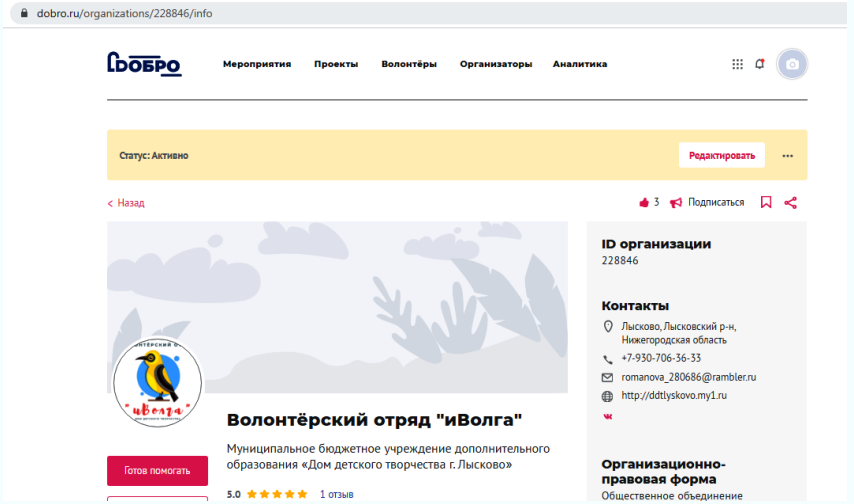 dobro.ru/organizations/228846/info
ДОБРО
Мероприятия Проекты Волонтёры Организаторы Аналитика
Статус: Активно
Редактировать
< Назад
3 Подписаться
ID организации
228846
Контакты
Лысково, Лысковский р-н,
Нижегородская область
+7-930-706-36-33
romanova_280686@rambler.ru
http://ddtlyskovo.my1.ru
"иВолга"
Волонтёрский отряд "иВолга"
Муниципальное бюджетное учреждение дополнительного
образования «Дом детского творчества г. Лысково»
Готов помогать
5.0 1 отзыв
Организационно-
правовая форма
Общественное объединение